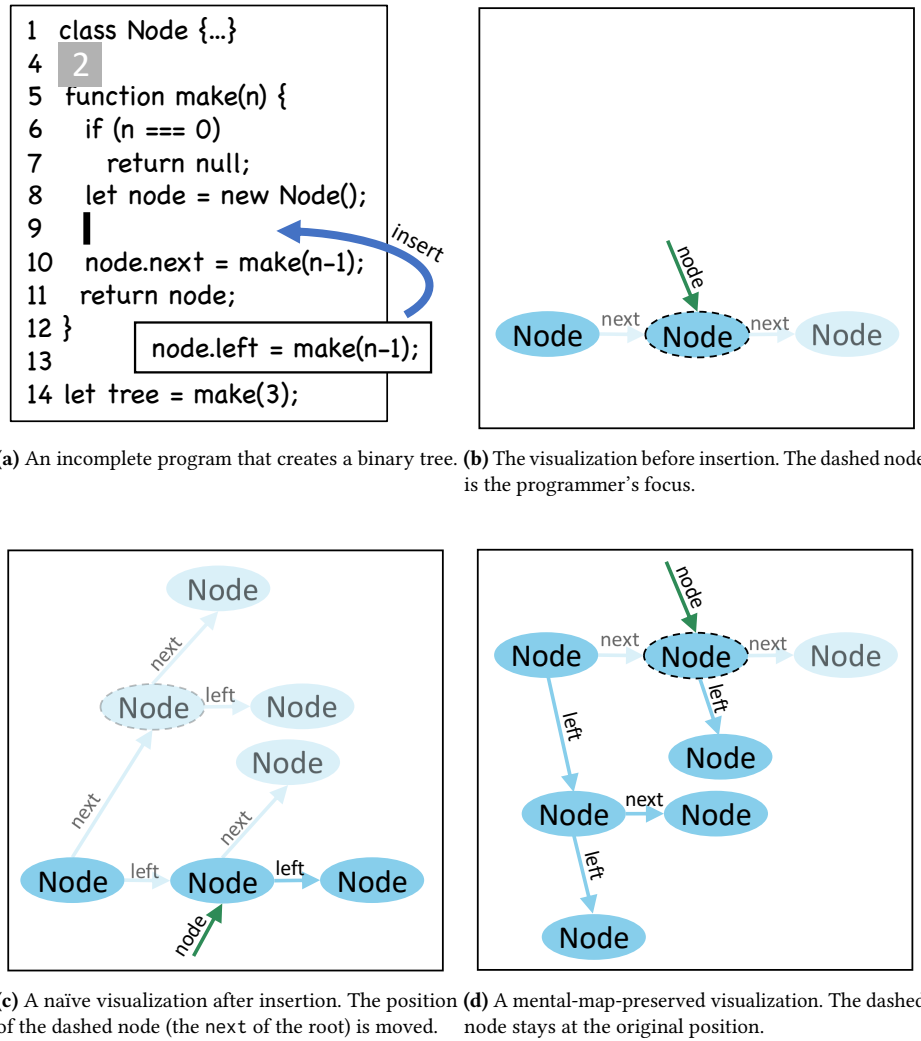 1 class Node {...}
4 2
5 function make(n) {
6 if (n === 0)
7 return null;
8 let node = new Node();
9
insert
10 node.next = make(n-1);
11 return node;
12 }
node.left = make(n-1);
13
14 let tree = make(3);
node
Node next Node next Node
(a) An incomplete program that creates a binary tree.
(b) The visualization before insertion. The dashed node
is the programmer's focus.
Node
next
Node left Node
Node
next
next
Node left Node left Node
node
node
Node next Node next Node
left
left
Node
Node next Node
left
Node
(c) A naïve visualization after insertion. The position
of the dashed node (the next of the root) is moved.
(d) A mental-map-preserved visualization. The dashed
node stays at the original position.